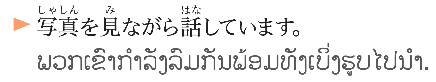 写真を見ながら話しています。
ພວກເຂົາກຳລັງລົມກັນພ້ອມທັງເບິ່ງຮູບໄປນຳ.